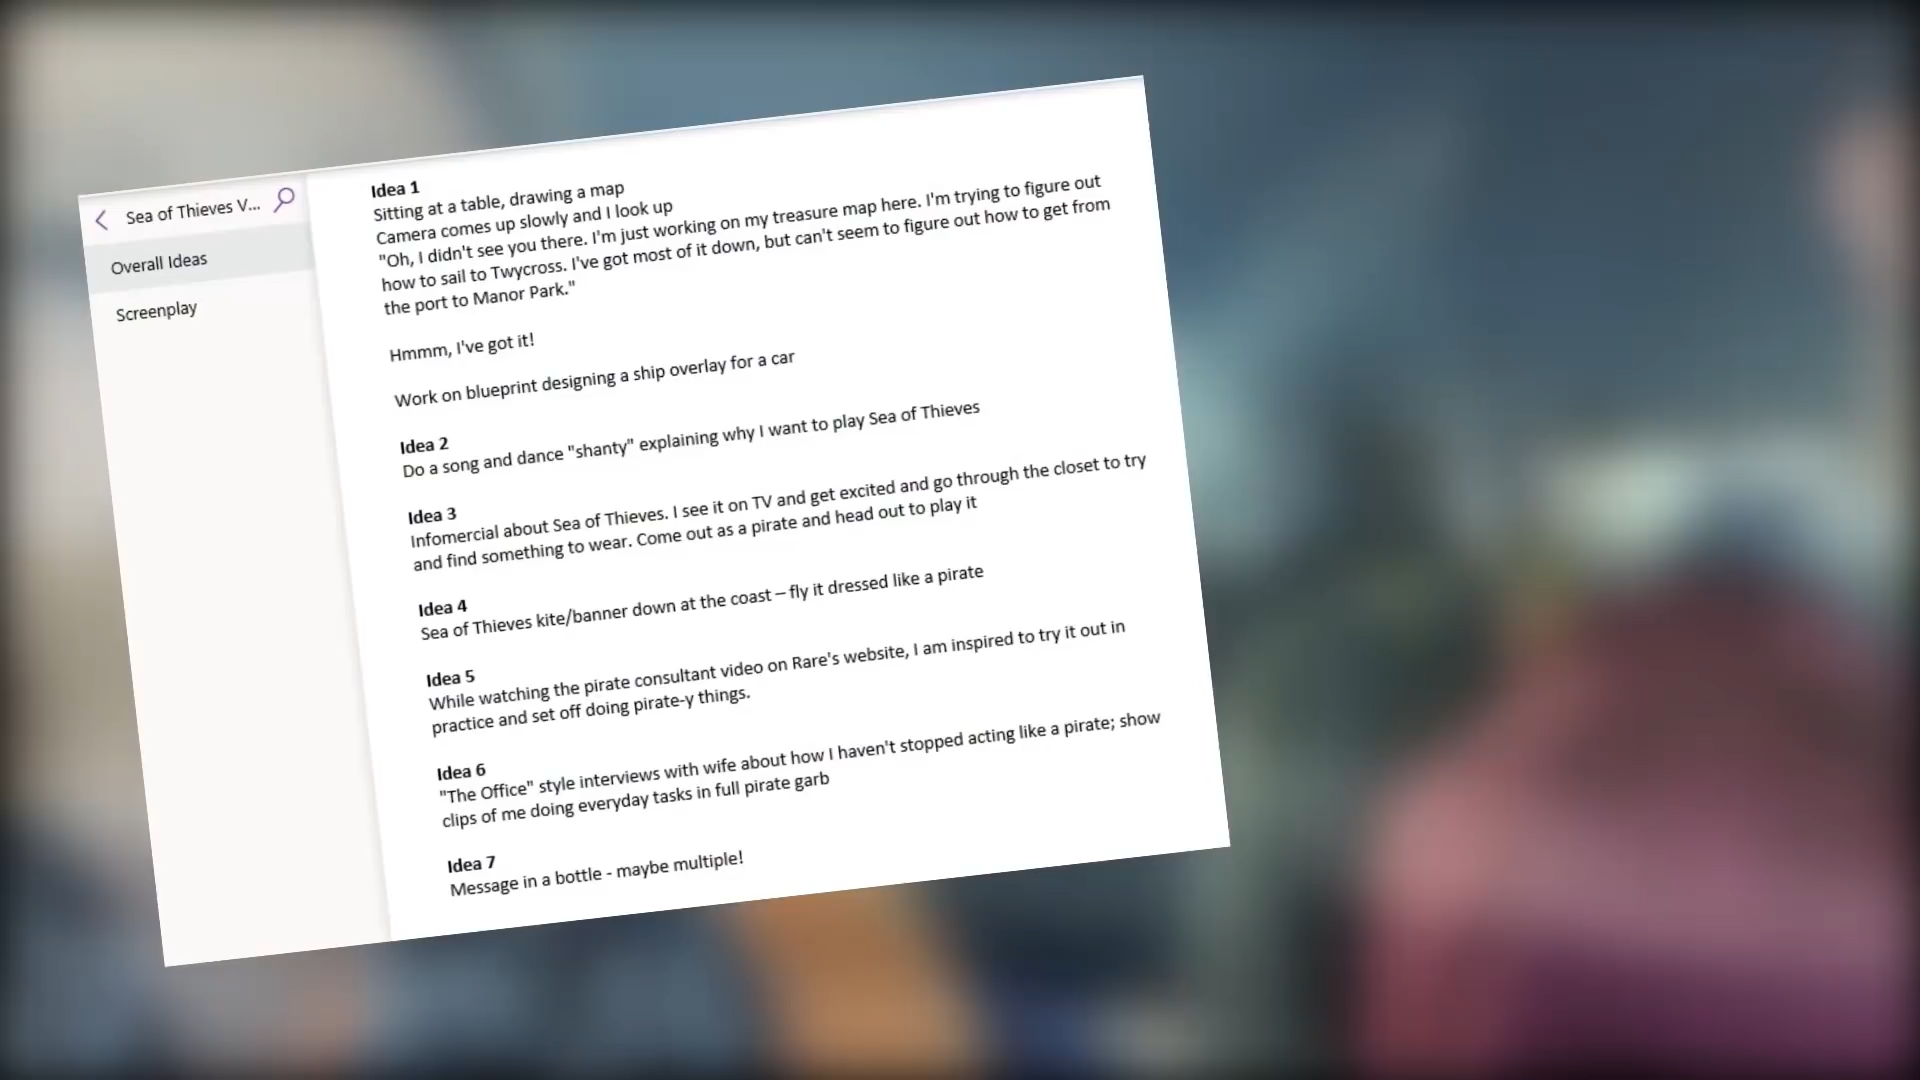 Sea of Thieves V...
Overall Ideas
Screenplay
Idea 1
Sitting at a table, drawing a map
Camera comes up slowly and I look up
"Oh, I didn't see you there. I'm just working on my treasure map here. I'm trying to figure out
how to sail to Twycross. I've got most of it down, but can't seem to figure out how to get from
the port to Manor Park."
Hmmm, I've got it!
Work on blueprint designing a ship overlay for a car
Idea 2
Do a song and dance "shanty" explaining why I want to play Sea of Thieves
Idea 3
Infomercial about Sea of Thieves. I see it on TV and get excited and go through the closet to try
and find something to wear. Come out as a pirate and head out to play it
Idea 4
Sea of Thieves kite/banner down at the coast – fly it dressed like a pirate
Idea 5
While watching the pirate consultant video on Rare's website, I am inspired to try it out in
practice and set off doing pirate-y things.
Idea 6
"The Office" style interviews with wife about how I haven't stopped acting like a pirate; show
clips of me doing everyday tasks in full pirate garb
Idea 7
Message in a bottle - maybe multiple!